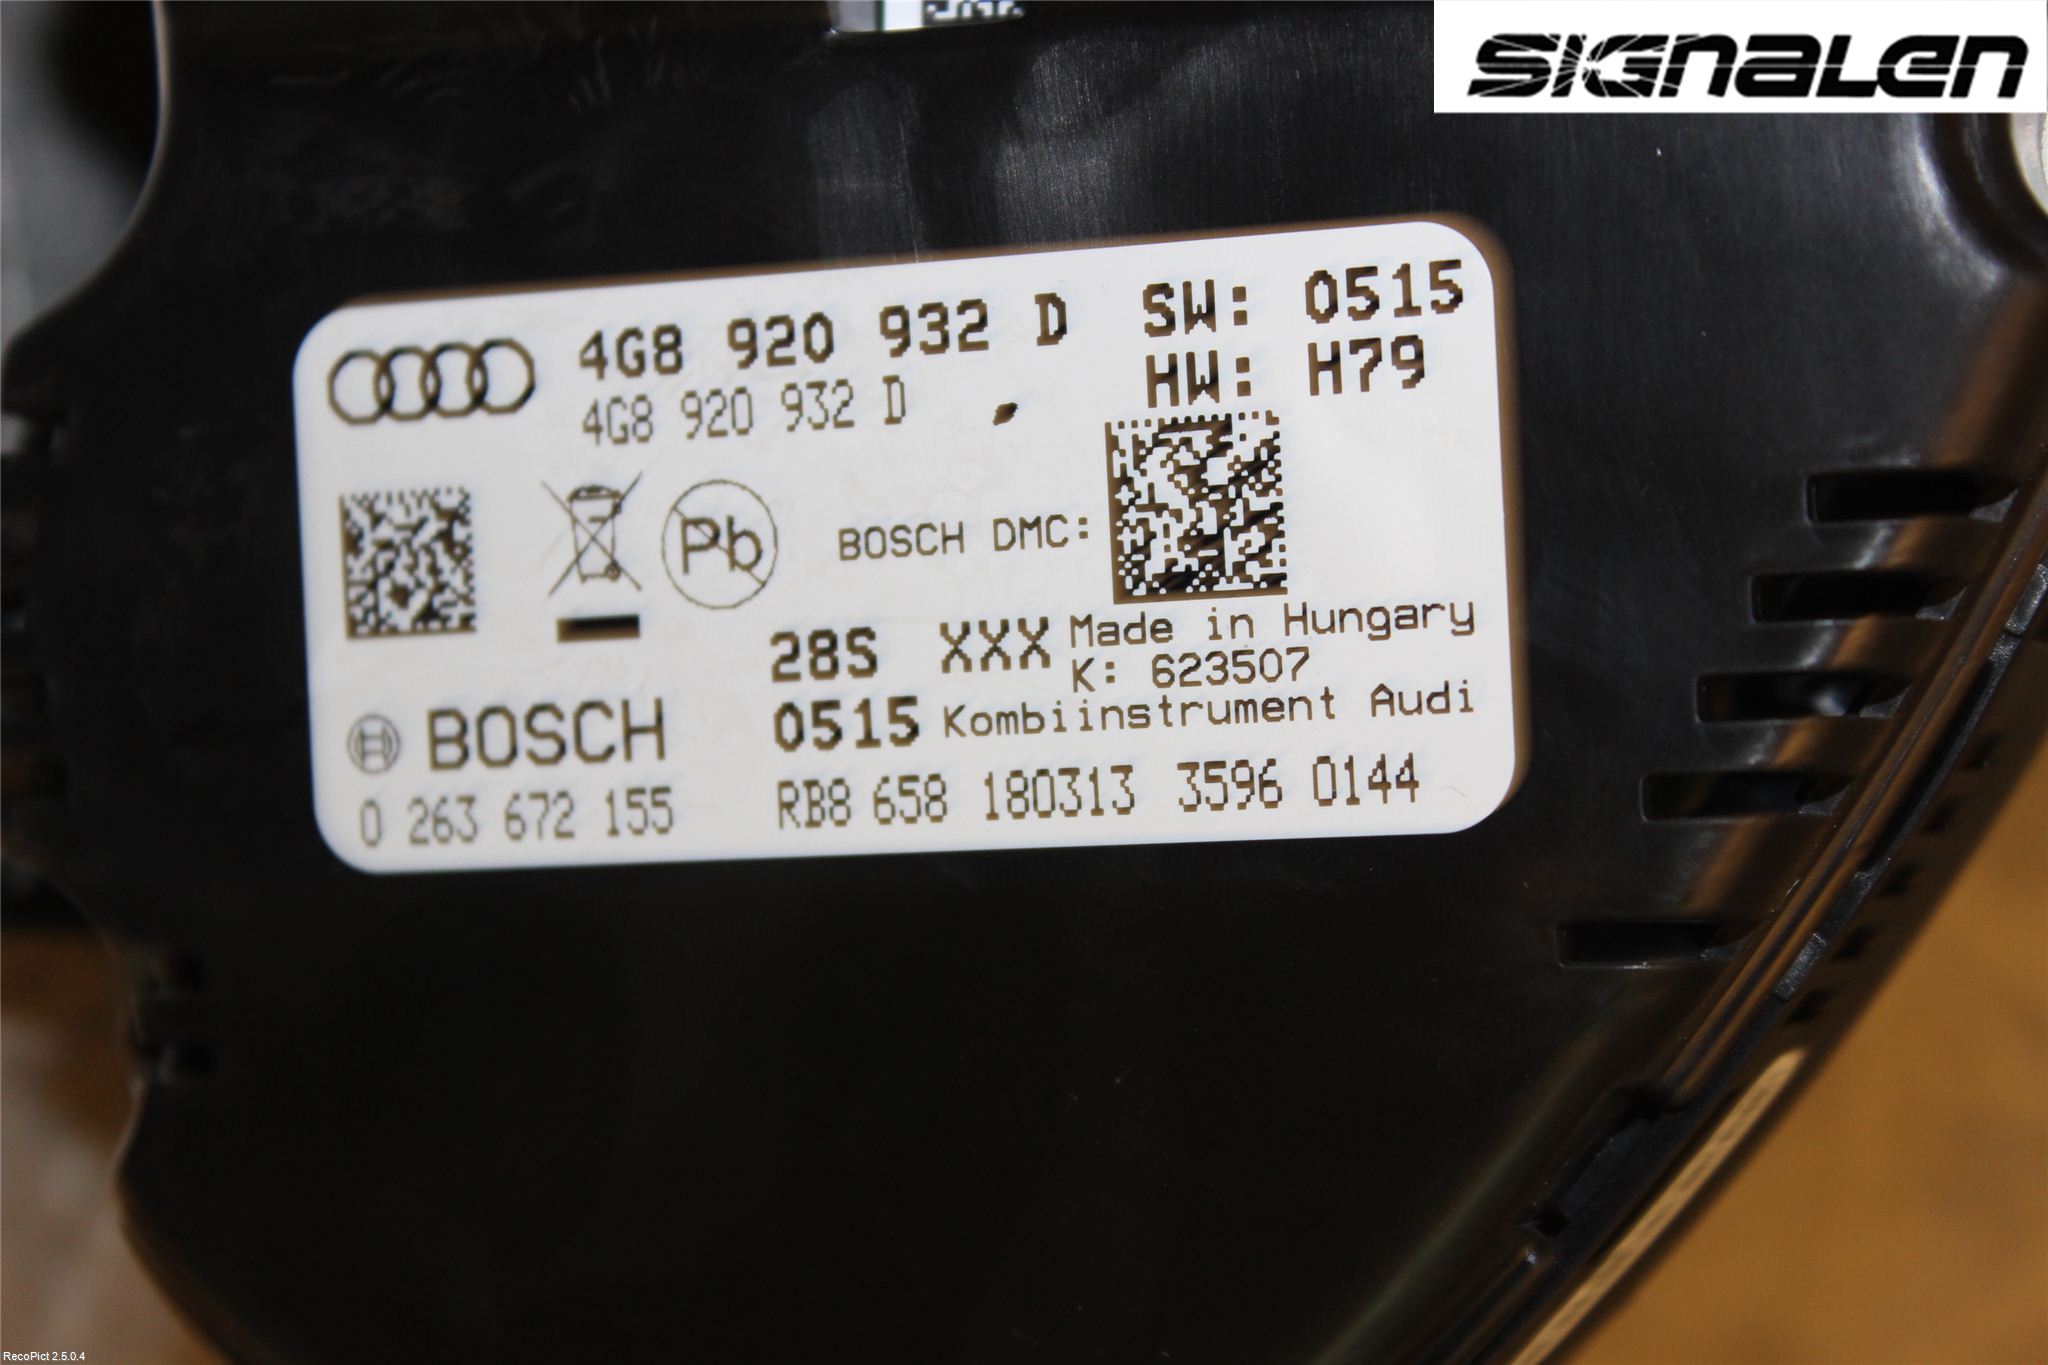 SIGNALEN
4G8 920 932 D SW: 0515
4G8 920 932 D HW: H79
Pb BOSCH DMC:
28S XXX Made in Hungary
K: 623507
BOSCH 0515 Kombiinstrument Audi
0 263 672 155 RB8 658 180313 3596 0144
RecoPict 2.5.0.4